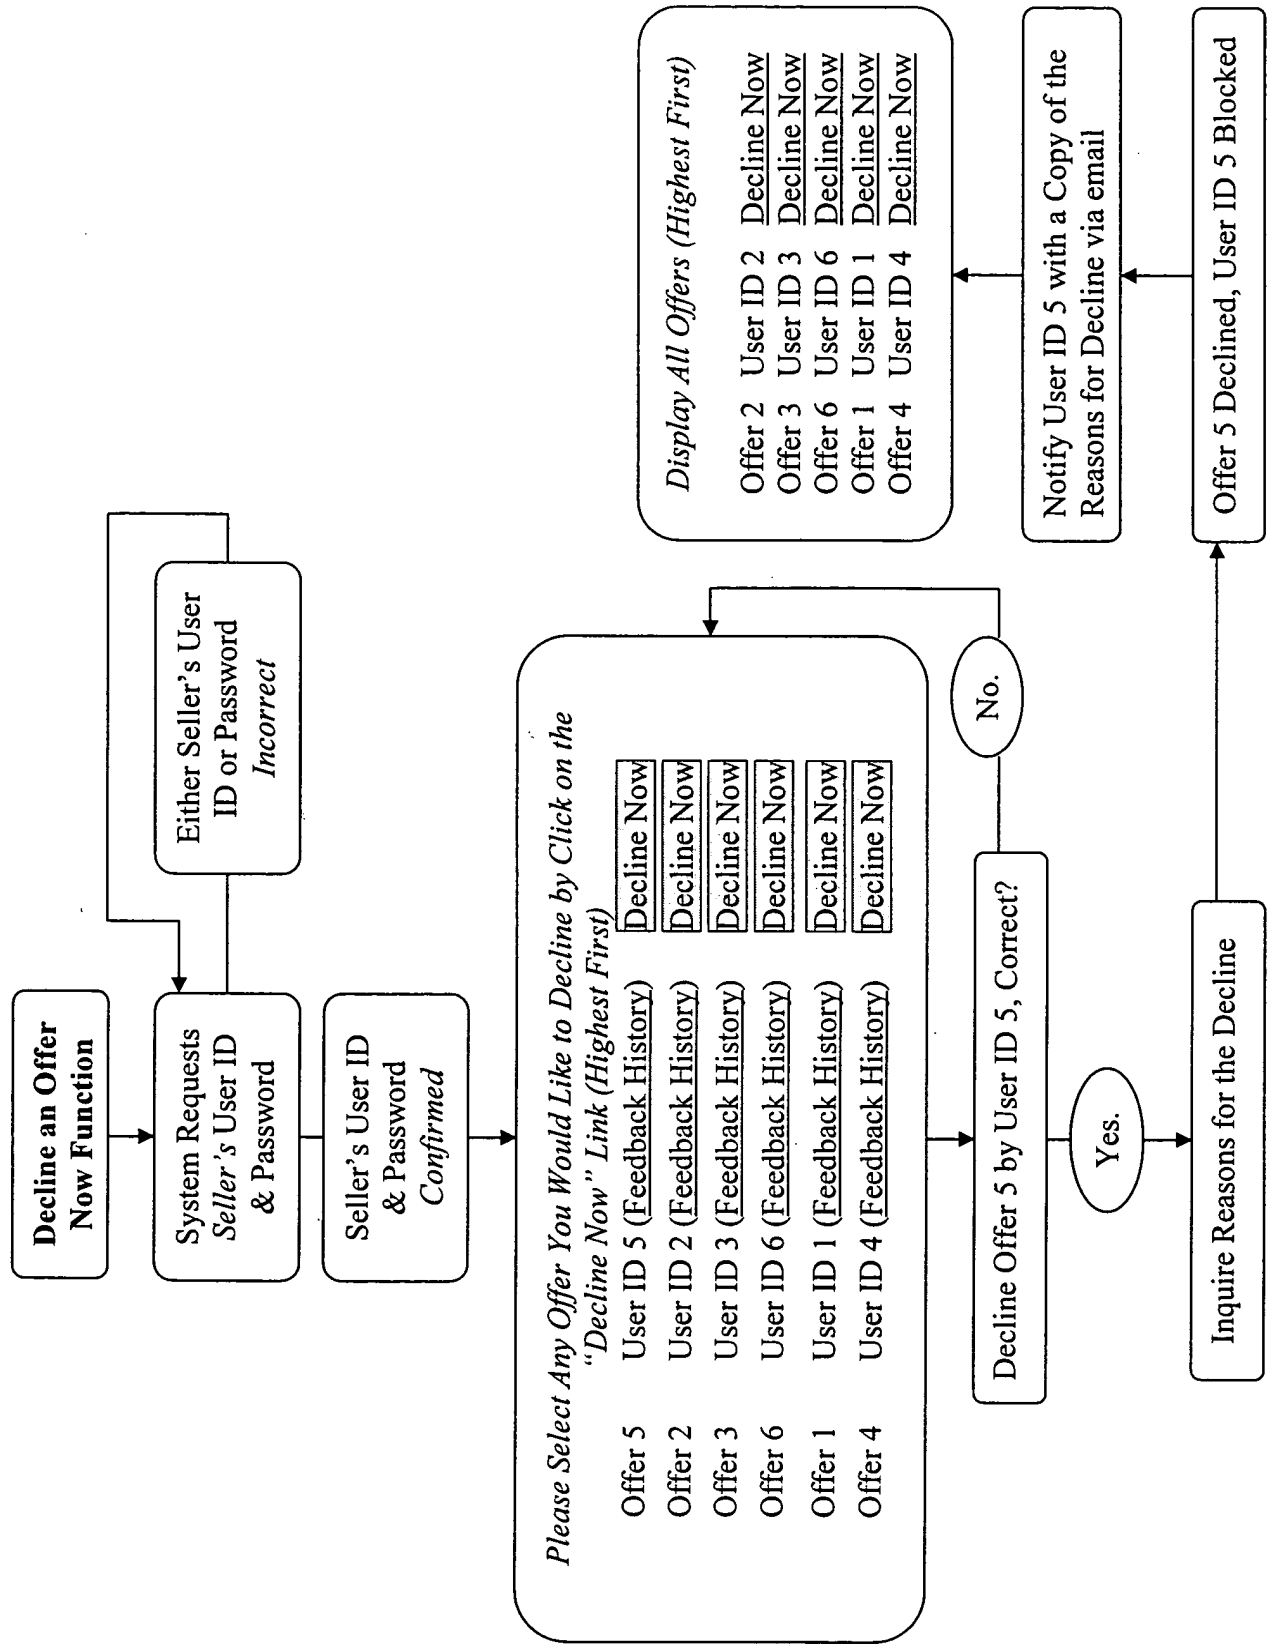 Decline an Offer
Now Function
System Requests
Seller's User ID
& Password
Either Seller's User
ID or Password
Incorrect
Seller's User ID
& Password
Confirmed
Please Select Any Offer You Would Like to Decline by Click on the
“Decline Now” Link (Highest First)
Offer 5 User ID 5 (Feedback History) Decline Now
Offer 2 User ID 2 (Feedback History) Decline Now
Offer 3 User ID 3 (Feedback History) Decline Now
Offer 6 User ID 6 (Feedback History) Decline Now
Offer 1 User ID 1 (Feedback History) Decline Now
Offer 4 User ID 4 (Feedback History) Decline Now
Decline Offer 5 by User ID 5, Correct?
No.
Yes.
Inquire Reasons for the Decline
Offer 5 Declined, User ID 5 Blocked
Notify User ID 5 with a Copy of the
Reasons for Decline via email
Display All Offers (Highest First)
Offer 2 User ID 2 Decline Now
Offer 3 User ID 3 Decline Now
Offer 6 User ID 6 Decline Now
Offer 1 User ID 1 Decline Now
Offer 4 User ID 4 Decline Now